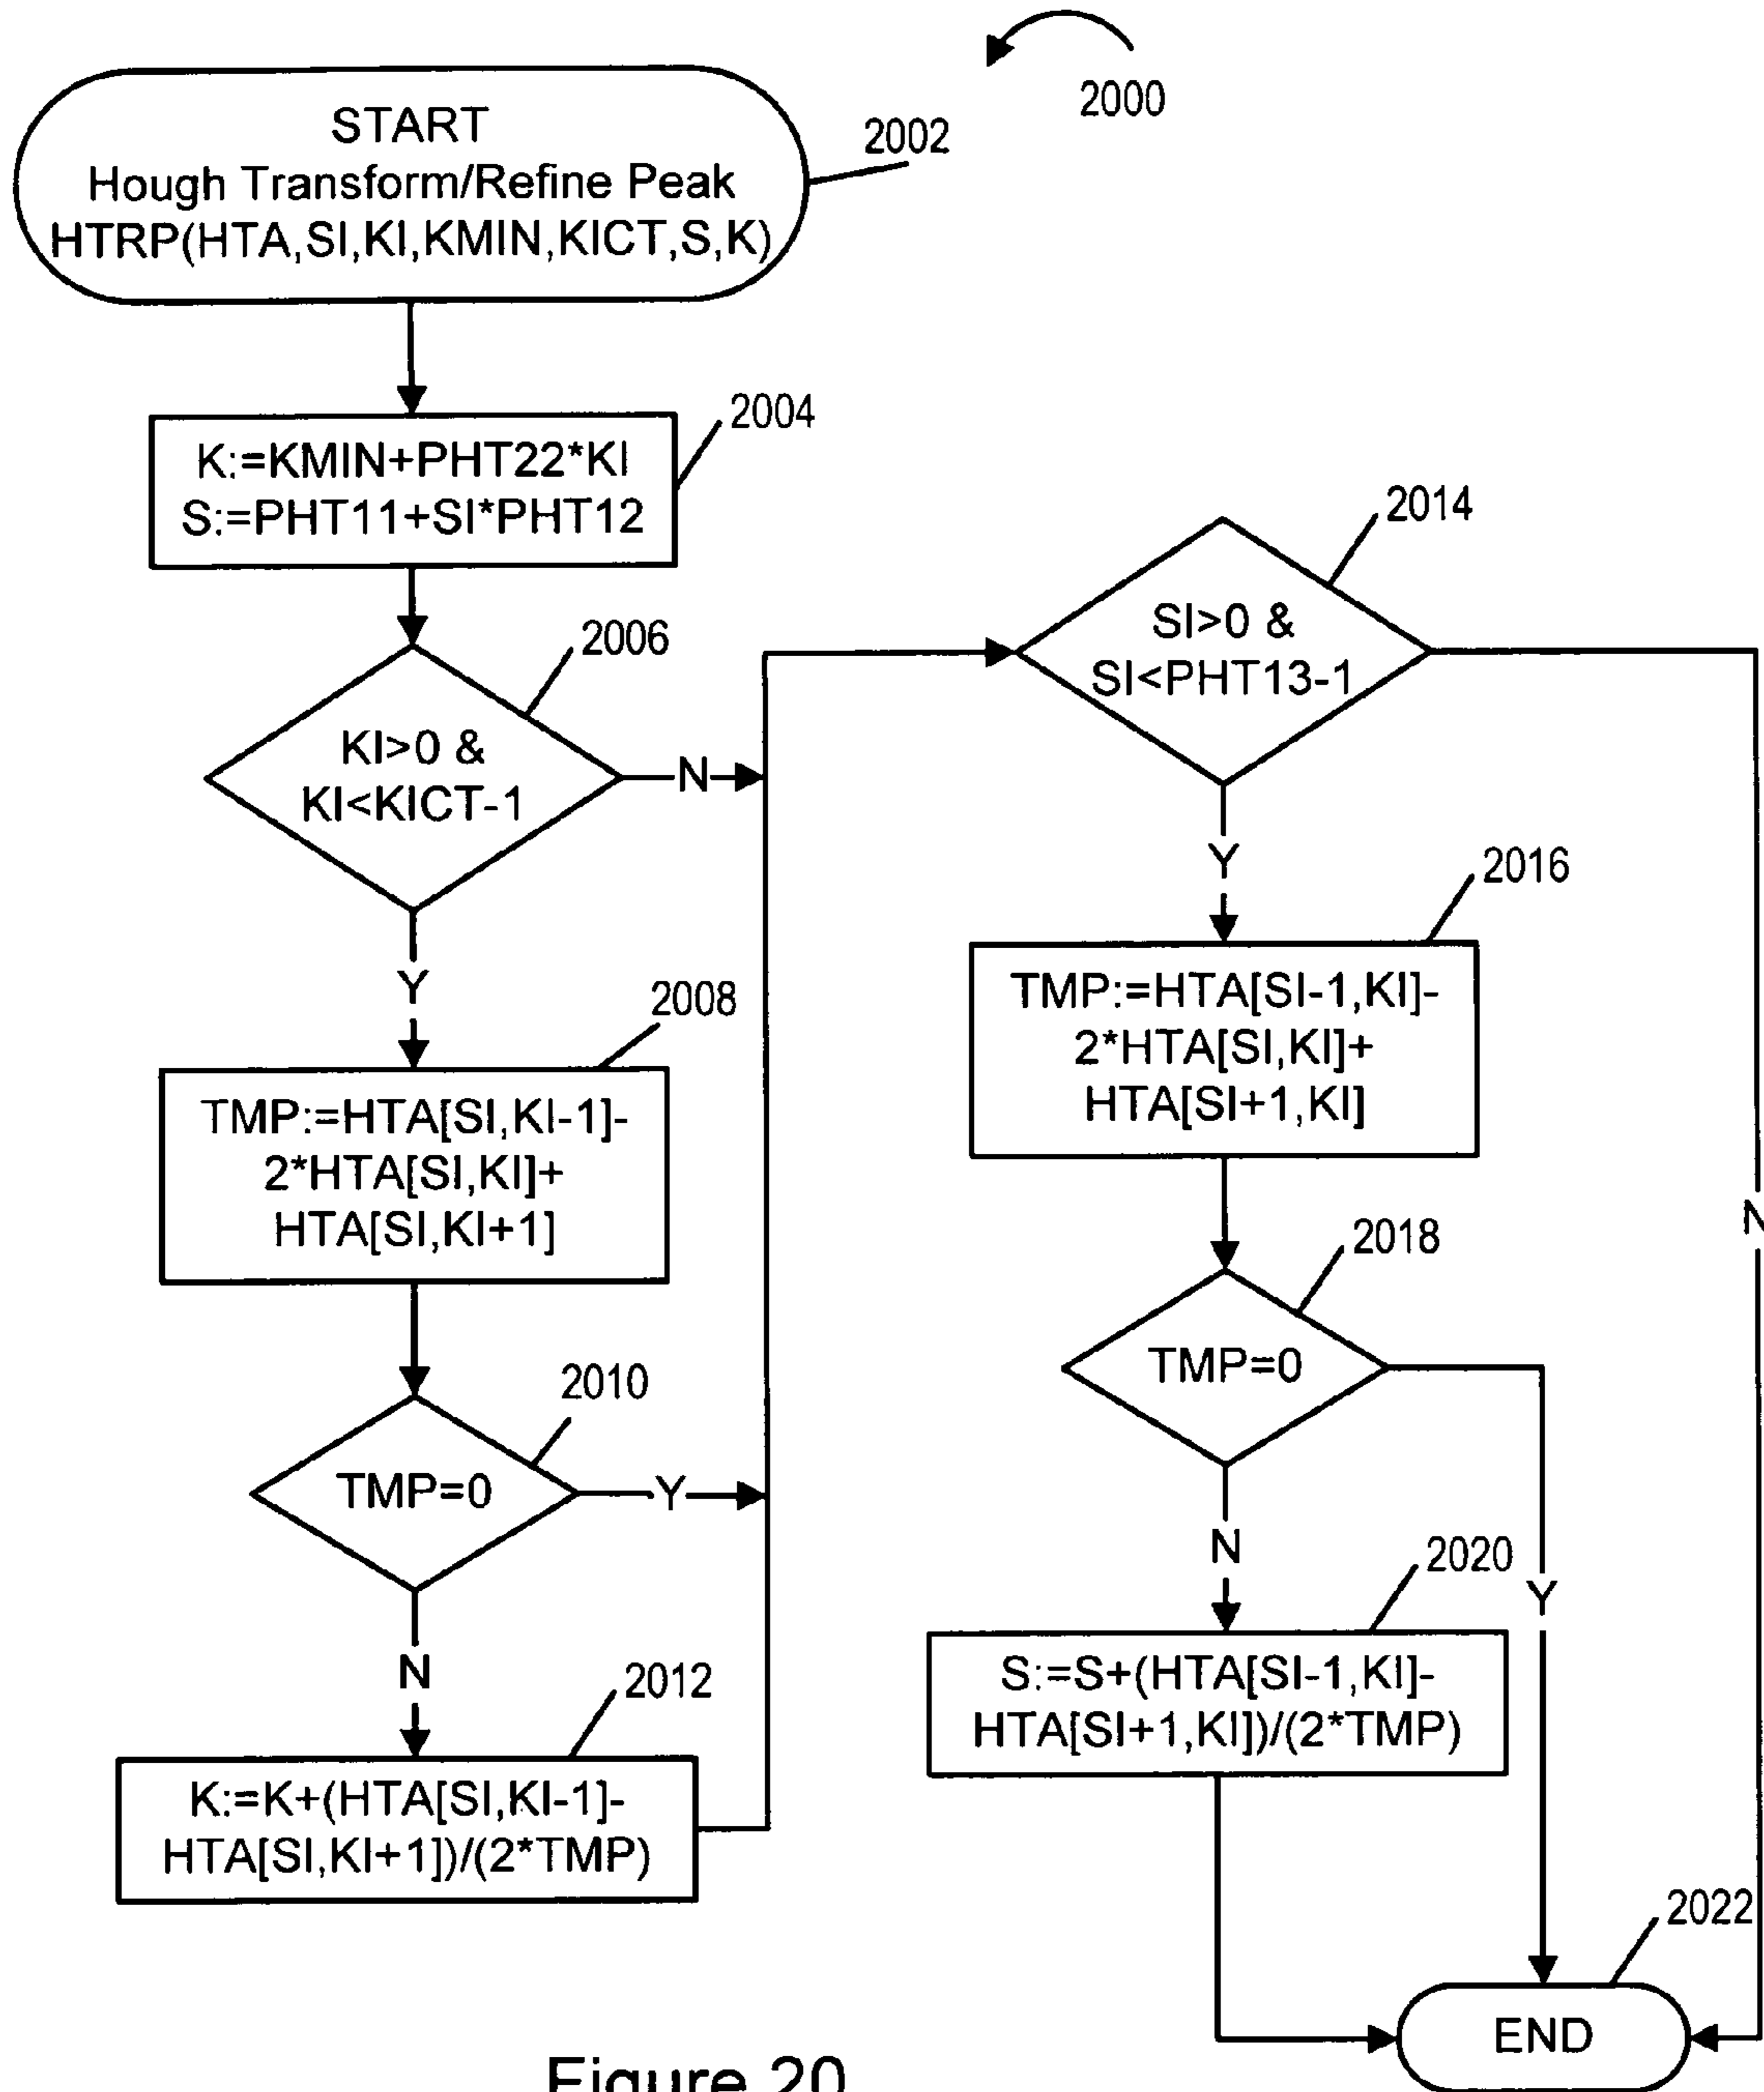 2000
START
Hough Transform/Refine Peak
HTRP(HTA,SI,KI,KMIN,KICT,S,K)
2002
2004
K:=KMIN+PHT22*KI
S:=PHT11+SI*PHT12
2006
KI>0 &
KI<KICT-1
N
Y
2008
TMP:=HTA[SI,KI-1]-
2*HTA[SI,KI]+
HTA[SI,KI+1]
2010
TMP=0
Y
N
2012
K:=K+(HTA[SI,KI-1]-
HTA[SI,KI+1])/(2*TMP)
2014
SI>0 &
SI<PHT13-1
N
Y
2016
TMP:=HTA[SI-1,KI]-
2*HTA[SI,KI]+
HTA[SI+1,KI]
2018
TMP=0
Y
N
2020
S:=S+(HTA[SI-1,KI]-
HTA[SI+1,KI])/(2*TMP)
2022
END
Figure 20